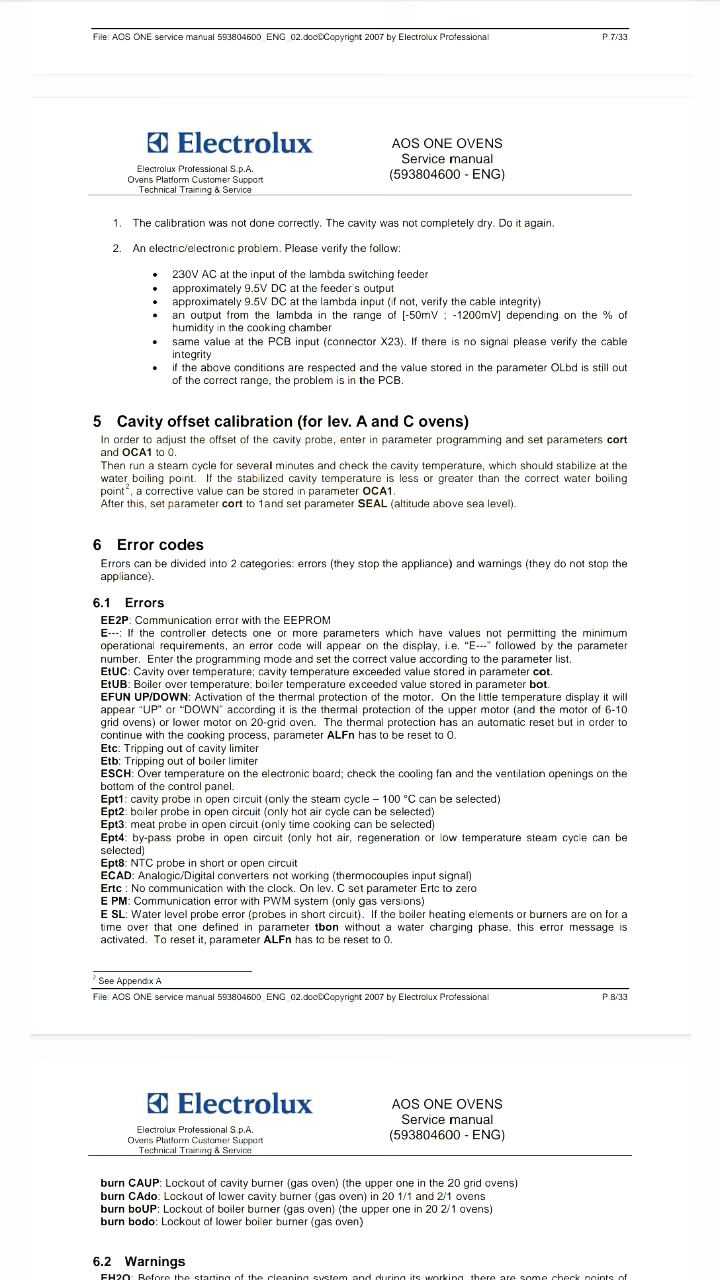 File: AOS ONE service manual 593804600_ENG_02.doc©Copyright 2007 by Electrolux Professional P.7/33
Electrolux
Electrolux Professional S.p.A.
Ovens Platform Customer Support
Technical Training & Service
AOS ONE OVENS
Service manual
(593804600 - ENG)
1. The calibration was not done correctly. The cavity was not completely dry. Do it again.
2. An electric/electronic problem. Please verify the follow:
• 230V AC at the input of the lambda switching feeder
• approximately 9.5V DC at the feeder's output
• approximately 9.5V DC at the lambda input (if not, verify the cable integrity)
• an output from the lambda in the range of [-50mV ; -1200mV] depending on the % of
humidity in the cooking chamber
• same value at the PCB input (connector X23). If there is no signal please verify the cable
integrity
• if the above conditions are respected and the value stored in the parameter OLbd is still out
of the correct range, the problem is in the PCB.
5 Cavity offset calibration (for lev. A and C ovens)
In order to adjust the offset of the cavity probe, enter in parameter programming and set parameters cort
and OCA1 to 0.
Then run a steam cycle for several minutes and check the cavity temperature, which should stabilize at the
water boiling point. If the stabilized cavity temperature is less or greater than the correct water boiling
point2, a corrective value can be stored in parameter OCA1.
After this, set parameter cort to 1and set parameter SEAL (altitude above sea level).
6 Error codes
Errors can be divided into 2 categories: errors (they stop the appliance) and warnings (they do not stop the
appliance).
6.1 Errors
EE2P: Communication error with the EEPROM
E---: If the controller detects one or more parameters which have values not permitting the minimum
operational requirements, an error code will appear on the display, i.e. "E---" followed by the parameter
number. Enter the programming mode and set the correct value according to the parameter list.
EtUC: Cavity over temperature; cavity temperature exceeded value stored in parameter cot.
EtUB: Boiler over temperature; boiler temperature exceeded value stored in parameter bot.
EFUN UP/DOWN: Activation of the thermal protection of the motor. On the little temperature display it will
appear "UP" or "DOWN" according it is the thermal protection of the upper motor (and the motor of 6-10
grid ovens) or lower motor on 20-grid oven. The thermal protection has an automatic reset but in order to
continue with the cooking process, parameter ALFn has to be reset to 0.
Etc: Tripping out of cavity limiter
Etb: Tripping out of boiler limiter
ESCH: Over temperature on the electronic board; check the cooling fan and the ventilation openings on the
bottom of the control panel.
Ept1: cavity probe in open circuit (only the steam cycle – 100 °C can be selected)
Ept2: boiler probe in open circuit (only hot air cycle can be selected)
Ept3: meat probe in open circuit (only time cooking can be selected)
Ept4: by-pass probe in open circuit (only hot air, regeneration or low temperature steam cycle can be
selected)
Ept8: NTC probe in short or open circuit
ECAD: Analogic/Digital converters not working (thermocouples input signal)
Ertc : No communication with the clock. On lev. C set parameter Ertc to zero
E PM: Communication error with PWM system (only gas versions)
E SL: Water level probe error (probes in short circuit). If the boiler heating elements or burners are on for a
time over that one defined in parameter tbon without a water charging phase, this error message is
activated. To reset it, parameter ALFn has to be reset to 0.
2 See Appendix A
File: AOS ONE service manual 593804600_ENG_02.doc©Copyright 2007 by Electrolux Professional P.8/33
Electrolux
Electrolux Professional S.p.A.
Ovens Platform Customer Support
Technical Training & Service
AOS ONE OVENS
Service manual
(593804600 - ENG)
burn CAUP: Lockout of cavity burner (gas oven) (the upper one in the 20 grid ovens)
burn CAdo: Lockout of lower cavity burner (gas oven) in 20 1/1 and 2/1 ovens
burn boUP: Lockout of boiler burner (gas oven) (the upper one in 20 2/1 ovens)
burn bodo: Lockout of lower boiler burner (gas oven)
6.2 Warnings
EH2O: Before the starting of the cleaning system and during its working, there are some check points of